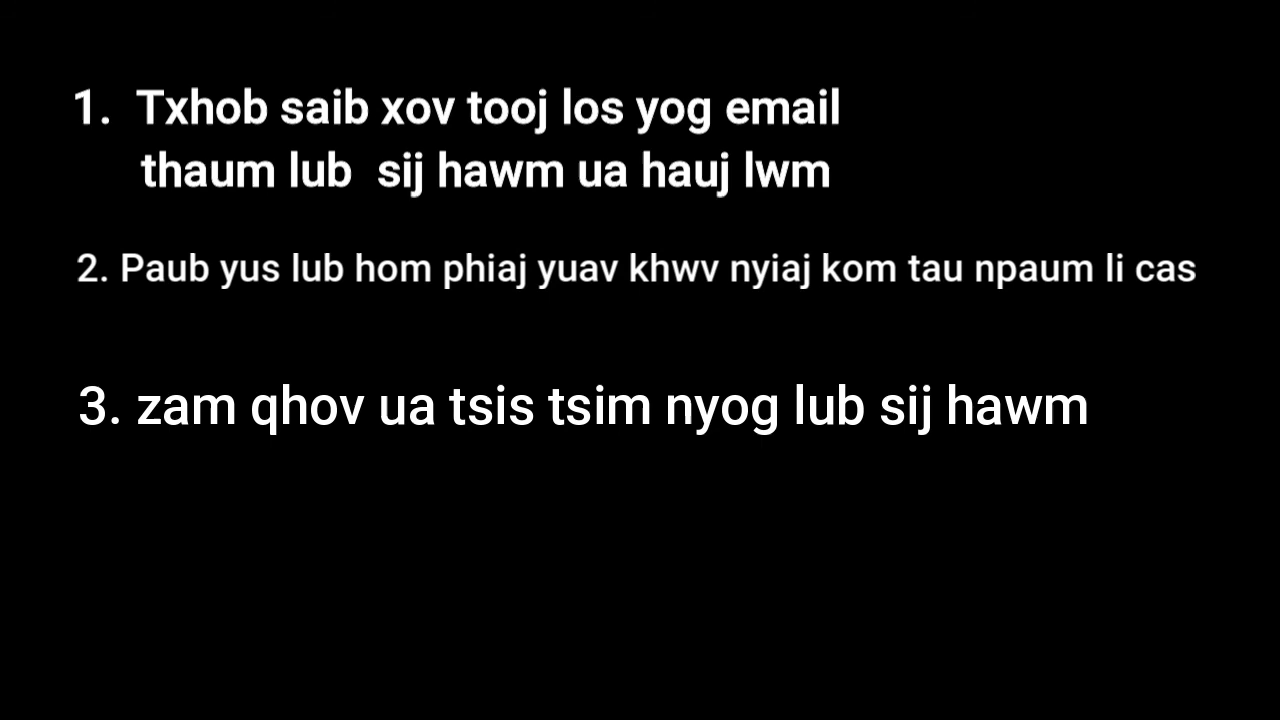 1. Txhob saib xov tooj los yog email
thaum lub sij hawm ua hauj lwm
2. Paub yus lub hom phiaj yuav khwv nyiaj kom tau npaum li cas
3. zam qhov ua tsis tsim nyog lub sij hawm